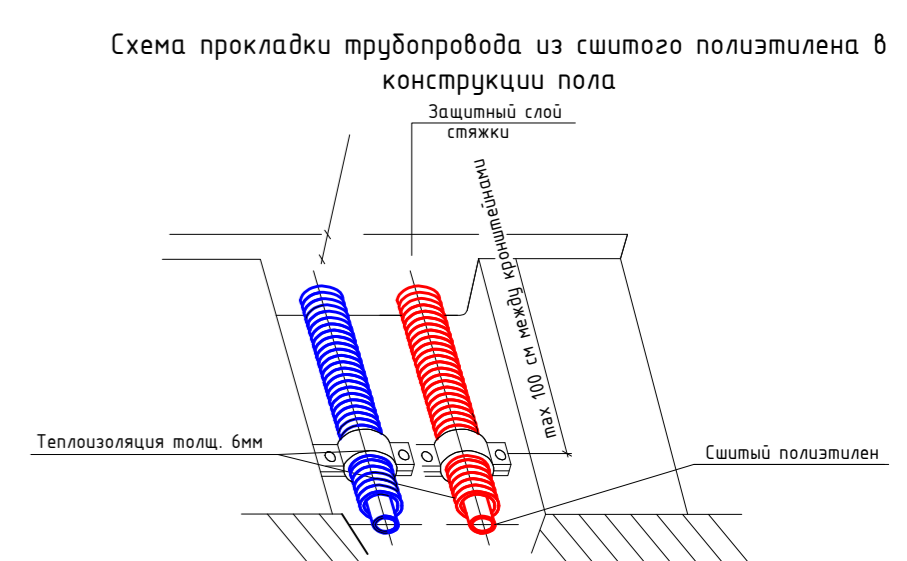 Схема прокладки трубопровода из сшитого полиэтилена в
конструкции пола
Защитный слой
стяжки
max 100 см между кронштейнами
Теплоизоляция толщ. 6мм
Сшитый полиэтилен